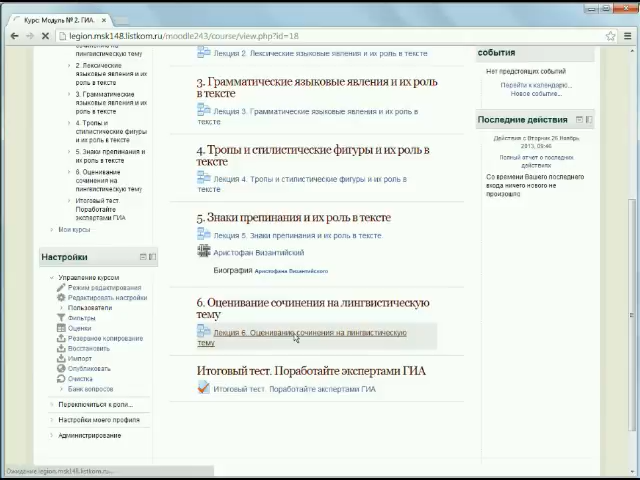 Курс: Модуль № 2. ГИА.
legion.msk148.listkom.ru/moodle243/course/view.php?id=18
лингвистическую
тему
2. Лексические
языковые явления и их
роль в тексте
3. Грамматические
языковые явления и их
роль в тексте
4. Тропы и
стилистические фигуры
и их роль в тексте
5. Знаки препинания и
их роль в тексте
6. Оценивание
сочинения на
лингвистическую тему
Итоговый тест.
Поработайте
экспертами ГИА
Мои курсы
Настройки
Управление курсом
Режим редактирования
Редактировать настройки
Пользователи
Фильтры
Оценки
Резервное копирование
Восстановить
Импорт
Опубликовать
Очистка
Банк вопросов
Переключиться к роли...
Настройки моего профиля
Администрирование
Лекция 2. Лексические явления и их роль в тексте
3. Грамматические языковые явления и их роль
в тексте
Лекция 3. Грамматические языковые явления и их роль в
тексте
4. Тропы и стилистические фигуры и их роль в
тексте
Лекция 4. Тропы и стилистические фигуры и их роль в
тексте
5. Знаки препинания и их роль в тексте
Лекция 5. Знаки препинания и их роль в тексте
Аристофан Византийский
Биография Аристофана Византийского
6. Оценивание сочинения на лингвистическую
тему
Лекция 6. Оценивание сочинения на лингвистическую
тему
Итоговый тест. Поработайте экспертами ГИА
Итоговый тест. Поработайте экспертами ГИА
события
Нет предстоящих событий
Перейти к календарю...
Новое событие...
Последние действия
Действия с Вторник 26 Ноябрь
2013, 09:46
Полный отчет о последних
действиях
Со времени Вашего последнего
входа ничего нового не
произошло
Ожидание legion.msk148.listkom.ru...